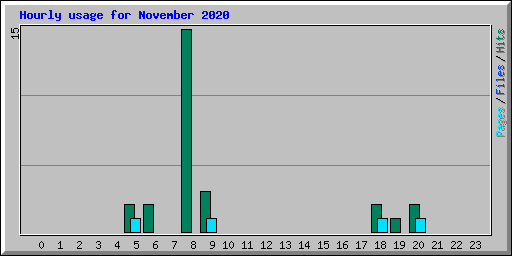 Hourly usage for November 2020
15
Pages/Files/Hits
0 1 2 3 4 5 6 7 8 9 10 11 12 13 14 15 16 17 18 19 20 21 22 23